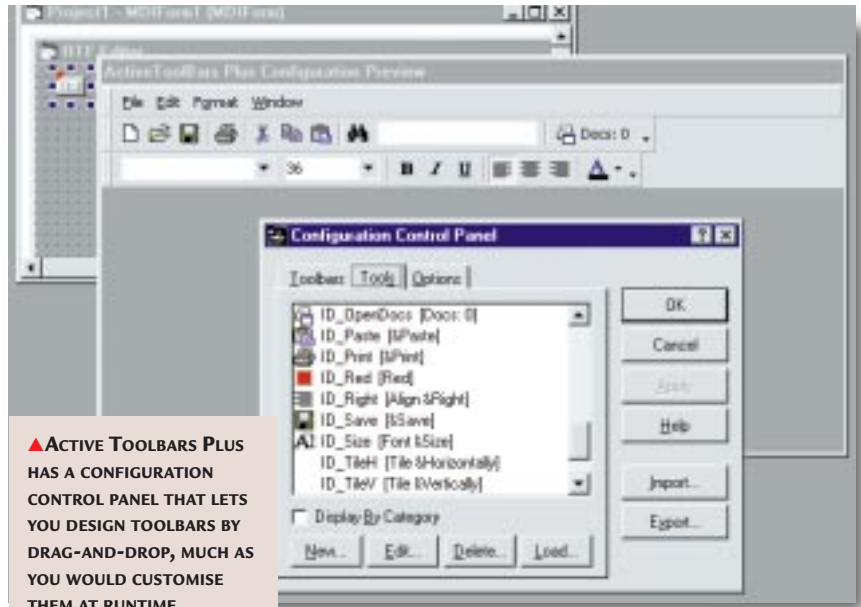 Project1 - MDIForm1 (MDIForm)
RTF Editor
ActiveToolBars Plus Configuration Preview
File Edit Format Window
Docs: 0
36 B I U A
Configuration Control Panel
Toolbars Tools Options
ID_OpenDocs [Docs: 0]
ID_Paste [&Paste]
ID_Print [&Print]
ID_Red [Red]
ID_Right [Align &Right]
ID_Save [&Save]
ID_Size [Font &Size]
ID_TileH [Tile &Horizontally]
ID_TileV [Tile &Vertically]
Display By Category
New... Edit... Delete... Load...
OK
Cancel
Apply
Help
Import...
Export...
▲ACTIVE TOOLBARS PLUS
HAS A CONFIGURATION
CONTROL PANEL THAT LETS
YOU DESIGN TOOLBARS BY
DRAG-AND-DROP, MUCH AS
YOU WOULD CUSTOMISE
THEM AT RUNTIME